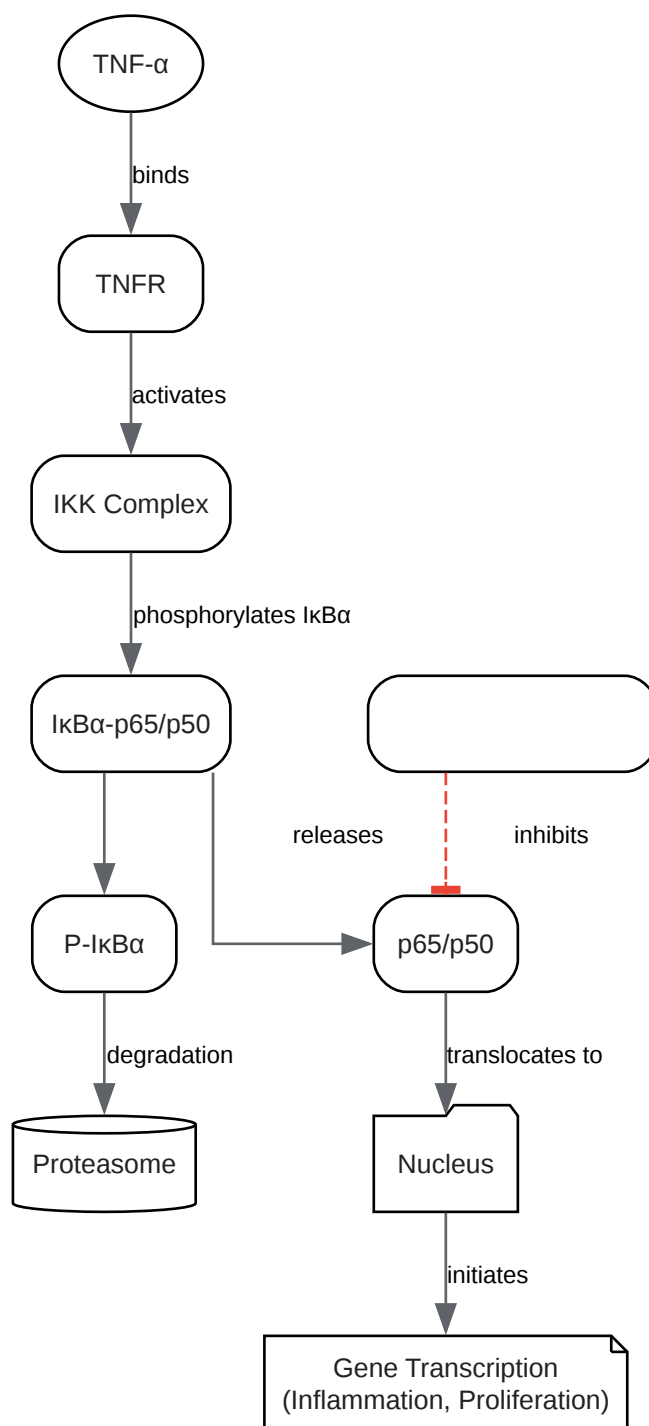 TNF-α
binds
TNFR
activates
IKK Complex
phosphorylates IκBα
IκBα-p65/p50
releases
inhibits
P-IκBα
p65/p50
degradation
translocates to
Proteasome
Nucleus
initiates
Gene Transcription
(Inflammation, Proliferation)